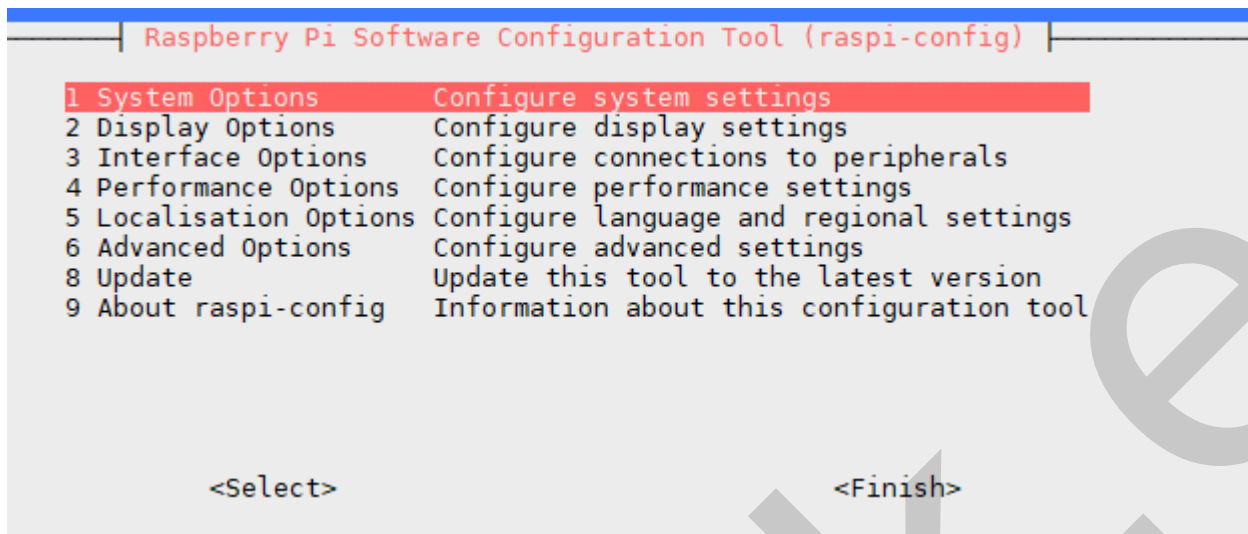 Raspberry Pi Software Configuration Tool (raspi-config)
1 System Options Configure system settings
2 Display Options Configure display settings
3 Interface Options Configure connections to peripherals
4 Performance Options Configure performance settings
5 Localisation Options Configure language and regional settings
6 Advanced Options Configure advanced settings
8 Update Update this tool to the latest version
9 About raspi-config Information about this configuration tool
<Select> <Finish>